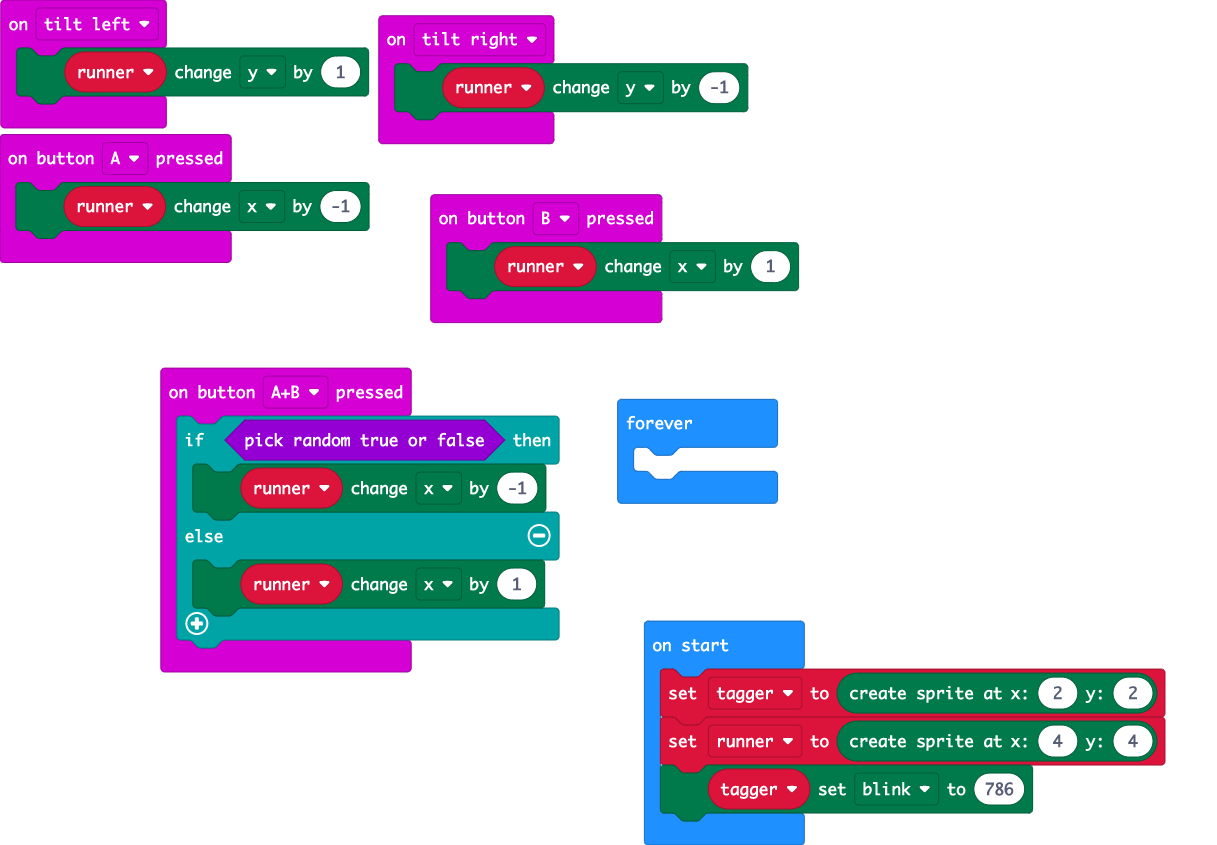 on tilt left
runner change y by 1
on tilt right
runner change y by -1
on button A pressed
runner change x by -1
on button B pressed
runner change x by 1
on button A+B pressed
if pick random true or false then
runner change x by -1
else
runner change x by 1
forever
on start
set tagger to create sprite at x: 2 y: 2
set runner to create sprite at x: 4 y: 4
tagger set blink to 786